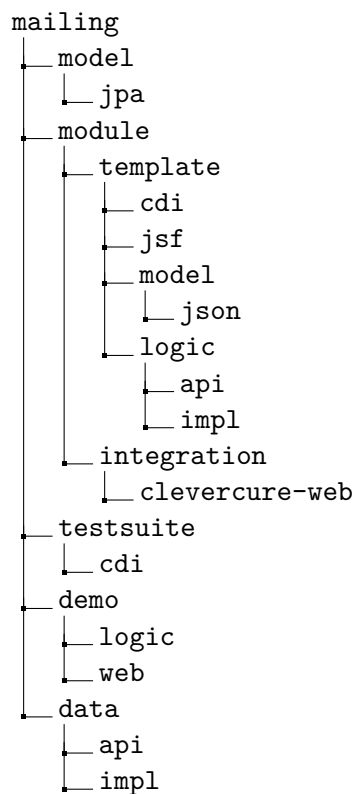 mailing
model
jpa
module
template
cdi
jsf
model
json
logic
api
impl
integration
clevercure-web
testsuite
cdi
demo
logic
web
data
api
impl